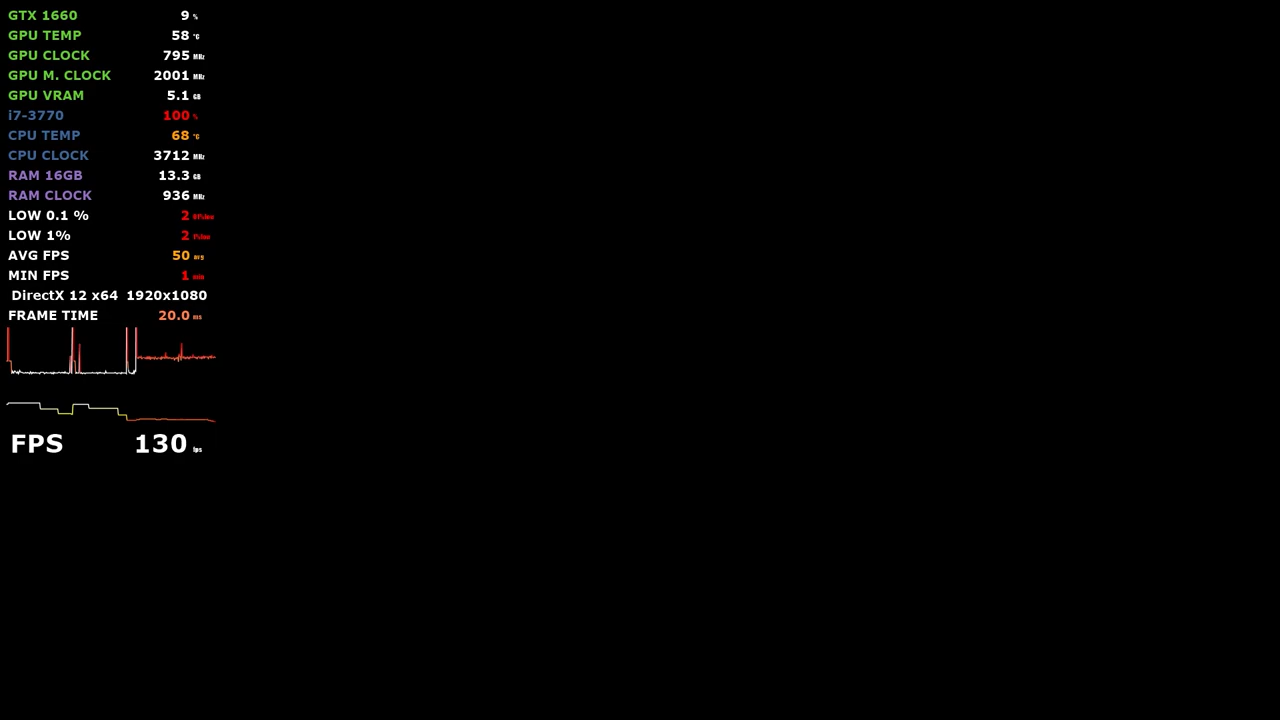 GTX 1660 9 %
GPU TEMP 58 °C
GPU CLOCK 795 MHz
GPU M. CLOCK 2001 MHz
GPU VRAM 5.1 GB
i7-3770 100 %
CPU TEMP 68 °C
CPU CLOCK 3712 MHz
RAM 16GB 13.3 GB
RAM CLOCK 936 MHz
LOW 0.1 % 2
LOW 1% 2
AVG FPS 50 avg
MIN FPS 1 min
DirectX 12 x64 1920x1080
FRAME TIME 20.0 ms
FPS 130 fps